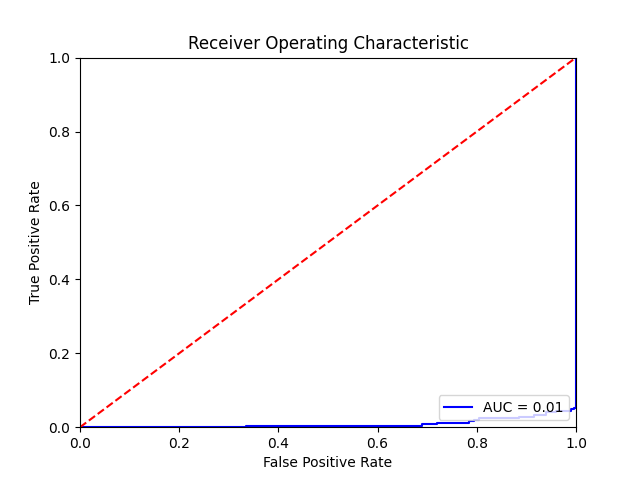 Receiver Operating Characteristic
1.0
0.8
0.6
0.4
0.2
0.0
True Positive Rate
AUC = 0.01
0.0 0.2 0.4 0.6 0.8 1.0
False Positive Rate